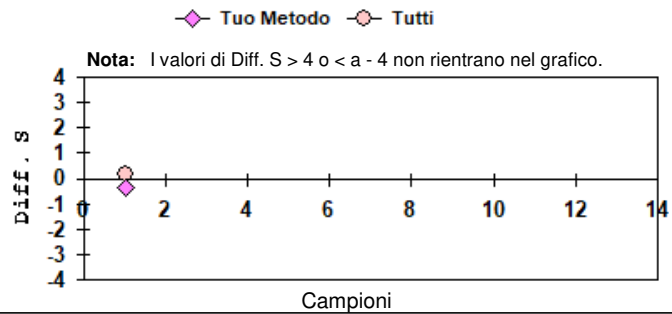 Tuo Metodo Tutti
Nota: I valori di Diff. S > 4 o < a - 4 non rientrano nel grafico.
4
3
2
1
0
-1
-2
-3
-4
Diff. S
0 2 4 6 8 10 12 14
Campioni